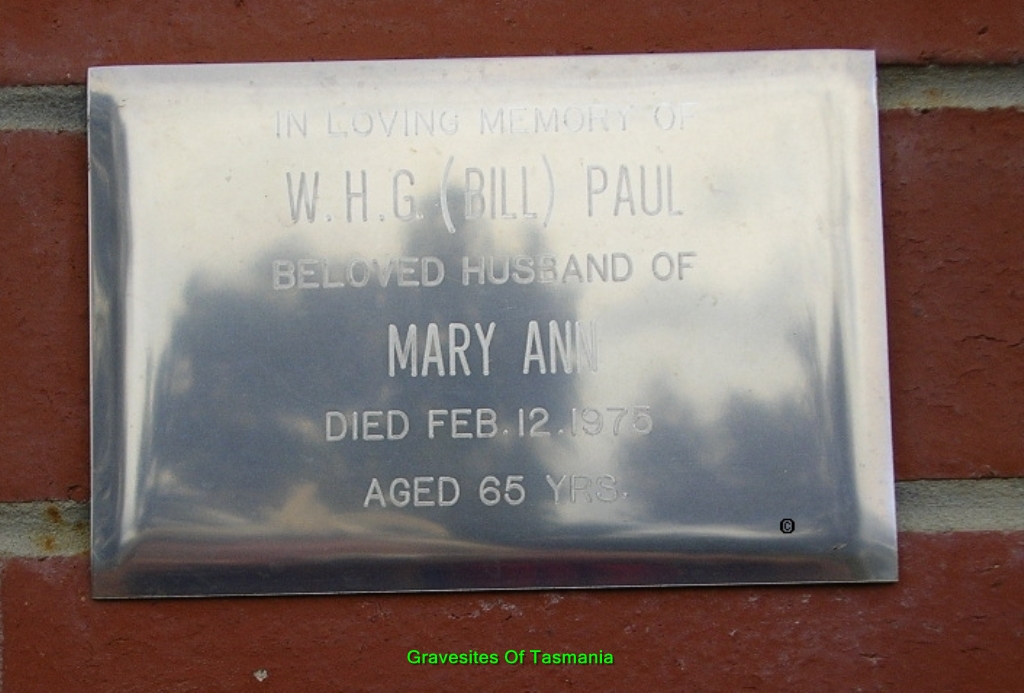 IN LOVING MEMORY OF
W.H.G. (BILL) PAUL
BELOVED HUSBAND OF
MARY ANN
DIED FEB.12.1975
AGED 65 YRS.
©
Gravesites Of Tasmania